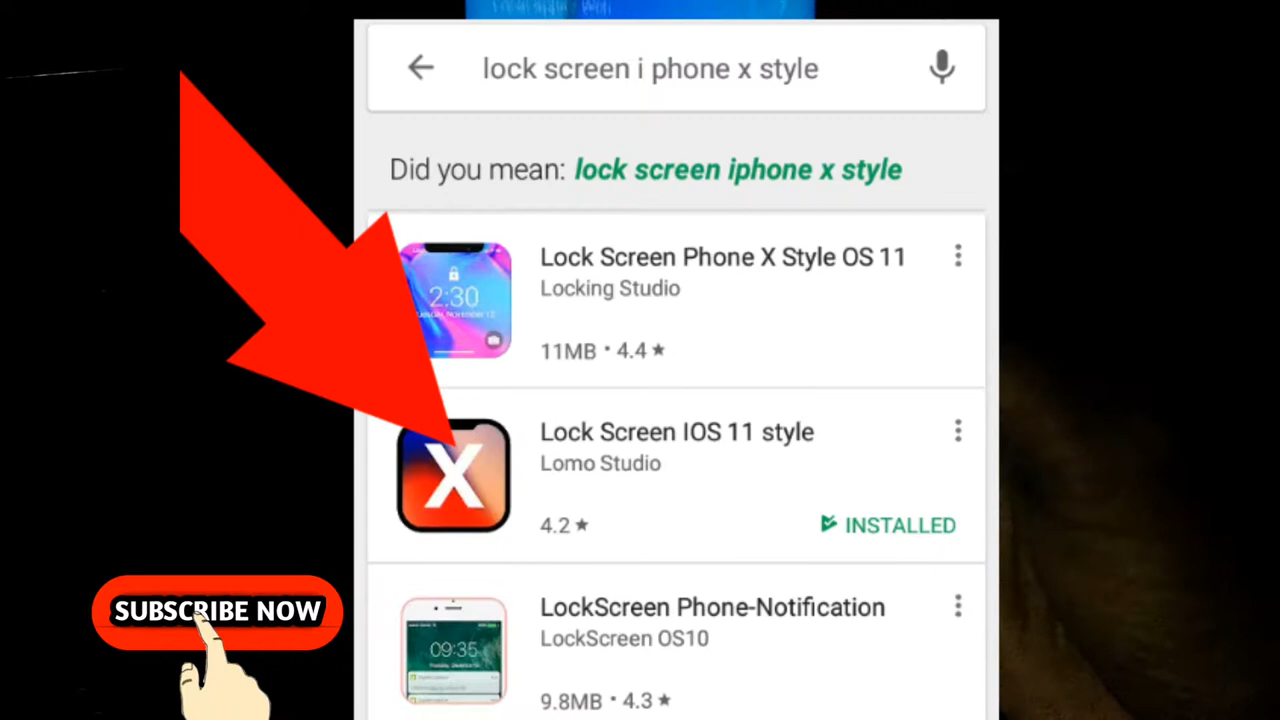 lock screen i phone x style
Did you mean: lock screen iphone x style
Lock Screen Phone X Style OS 11
Locking Studio
11MB · 4.4 ★
2:30
Lock Screen IOS 11 style
Lomo Studio
4.2 ★
INSTALLED
X
LockScreen Phone-Notification
LockScreen OS10
9.8MB · 4.3 ★
09:35
SUBSCRIBE NOW